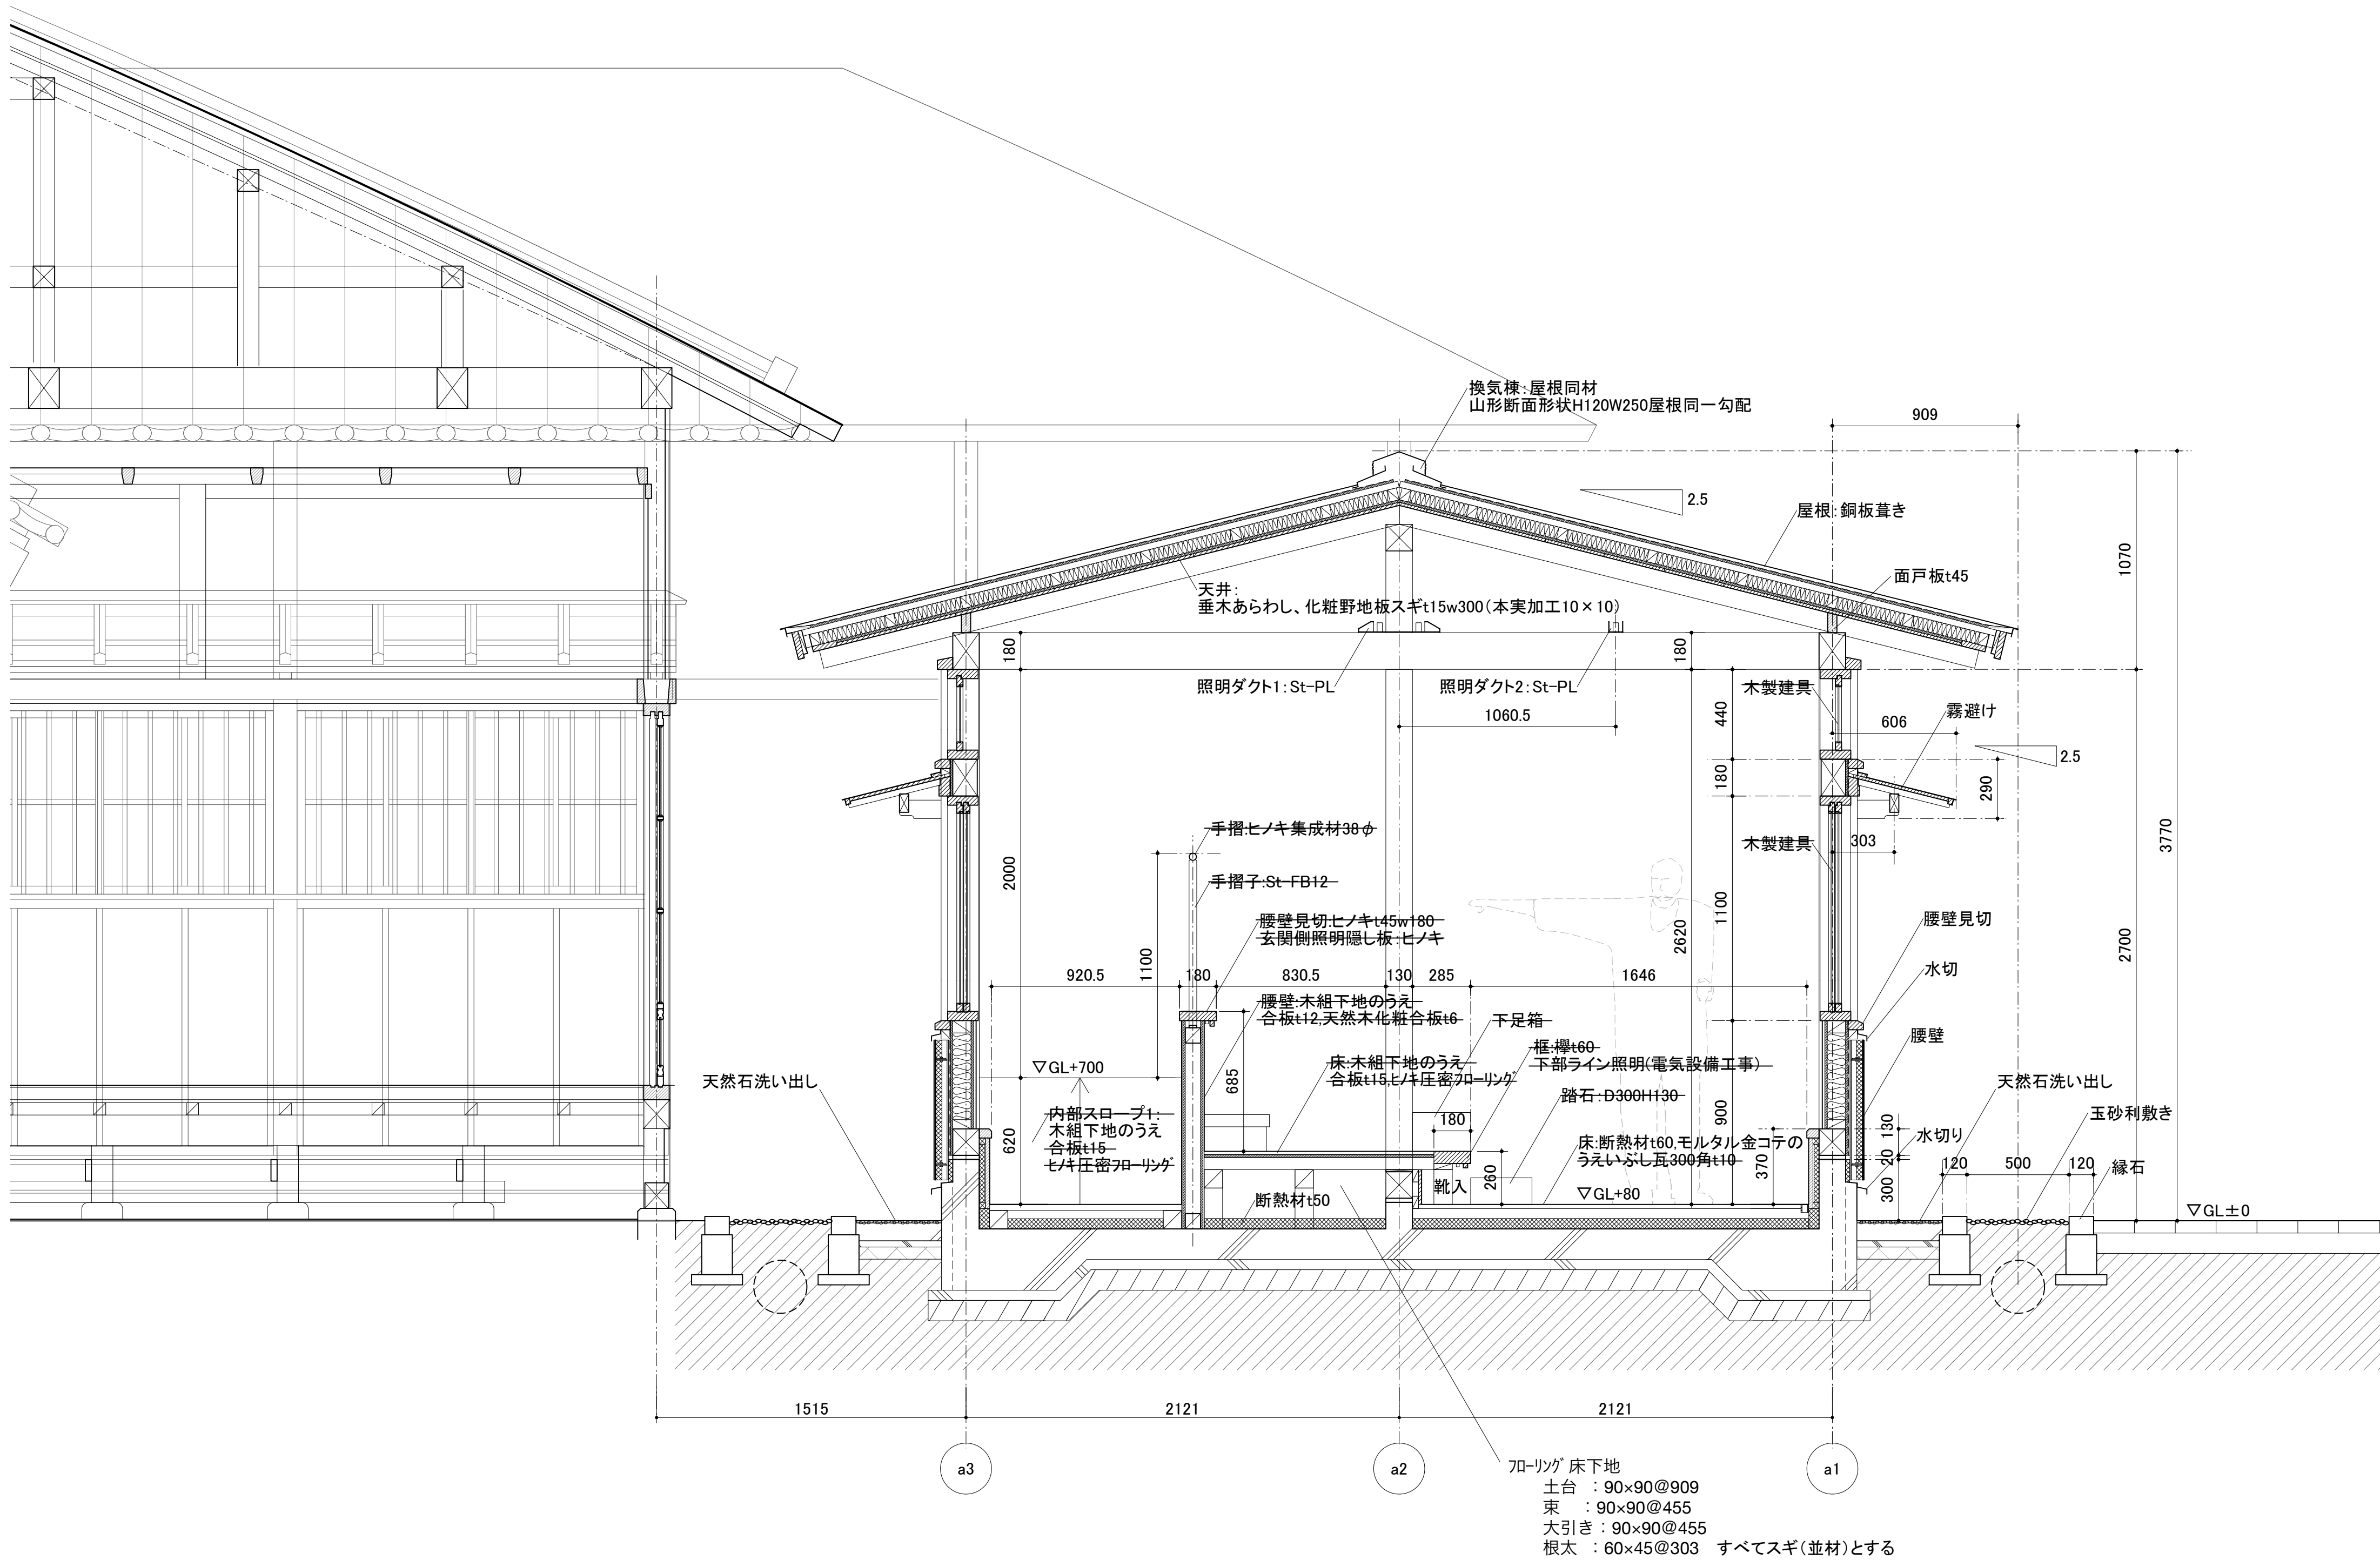 換気棟:屋根同材
山形断面形状H120W250屋根同一勾配
909
2.5
屋根:銅板葺き
1070
面戸板t45
天井:
垂木あらわし、化粧野地板スギt15w300(本実加工10×10)
180
180
照明ダクト1:St-PL
照明ダクト2:St-PL
木製建具
1060.5
440
606
霧避け
2.5
180
290
3770
手摺:ヒノキ集成材38φ
木製建具
303
2000
手摺子:St-FB12
1100
腰壁見切:ヒノキt45w180
玄関側照明隠し板:ヒノキ
腰壁見切
2620
2700
1100
水切
920.5
180
830.5
130
285
1646
腰壁:木組下地のうえ
合板t12,天然木化粧合板t6
下足箱
腰壁
框:欅t60
下部ライン照明(電気設備工事)
床:木組下地のうえ
合板t15,ヒノキ圧密フローリング
▽GL+700
天然石洗い出し
685
天然石洗い出し
踏石:D300H130
玉砂利敷き
内部スロープ1:
木組下地のうえ
合板t15
ヒノキ圧密フローリング
180
900
130
水切り
620
床:断熱材t60,モルタル金コテの
うえいぶし瓦300角t10
370
20
120
500
120
縁石
靴入
260
▽GL+80
300
断熱材t50
▽GL±0
1515
2121
2121
a3
a2
a1
フローリング床下地
土台 :90×90@909
束 :90×90@455
大引き:90×90@455
根太 :60×45@303 すべてスギ(並材)とする